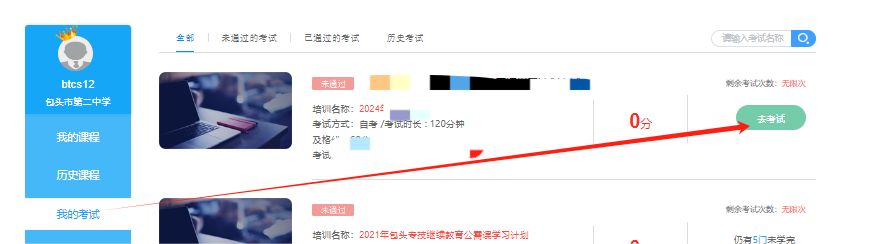 btcs12
包头市第二中学
我的课程
历史课程
我的考试
全部 未通过的考试 已通过的考试 历史考试
请输入考试名称
未通过
剩余考试次数：无限次
培训名称：2024
考试方式：自考 /考试时长：120分钟
及格
考试
0分
去考试
未通过
剩余考试次数：无限次
培训名称：2021年包头专技继续教育公需课学习计划
仍有5门未学完